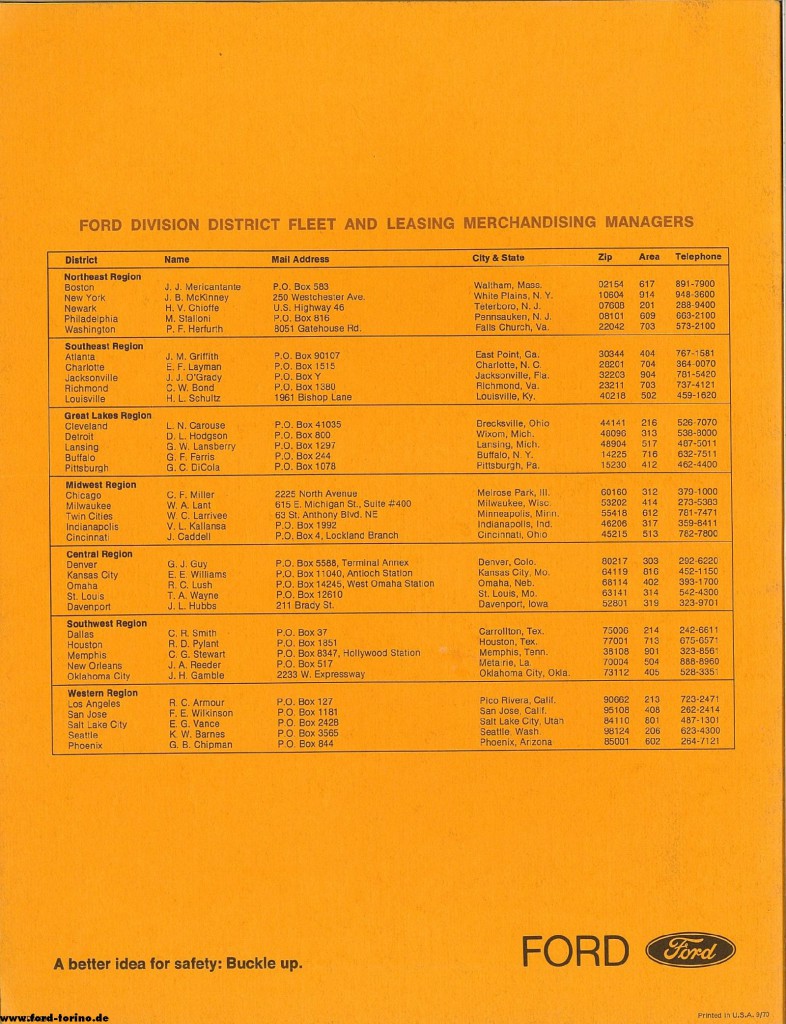 FORD DIVISION DISTRICT FLEET AND LEASING MERCHANDISING MANAGERS
District Name Mail Address City & State Zip Area Telephone
Northeast Region
Boston J. J. Mericantante P.O. Box 583 Waltham, Mass. 02154 617 891-7900
New York J. B. McKinney 250 Westchester Ave. White Plains, N. Y. 10604 914 948-3600
Newark H. V. Chioffe U.S. Highway 46 Teterboro, N. J. 07608 201 288-9400
Philadelphia M. Stalloni P.O. Box 816 Pennsauken, N. J. 08101 609 663-2100
Washington P. F. Herfurth 8051 Gatehouse Rd. Falls Church, Va. 22042 703 573-2100
Southeast Region
Atlanta J. M. Griffith P.O. Box 90107 East Point, Ga. 30344 404 767-1581
Charlotte E. F. Layman P.O. Box 1515 Charlotte, N. C. 28201 704 364-0070
Jacksonville J. J. O'Grady P.O. Box Y Jacksonville, Fla. 32203 904 781-5420
Richmond C. W. Bond P.O. Box 1380 Richmond, Va. 23211 703 737-4121
Louisville H. L. Schultz 1961 Bishop Lane Louisville, Ky. 40218 502 459-1620
Great Lakes Region
Cleveland L. N. Carouse P.O. Box 41035 Brecksville, Ohio 44141 216 526-7070
Detroit D. L. Hodgson P.O. Box 800 Wixom, Mich. 48096 313 538-8000
Lansing G. W. Lansberry P.O. Box 1297 Lansing, Mich. 48904 517 487-5011
Buffalo G. F. Ferris P.O. Box 244 Buffalo, N. Y. 14225 716 632-7511
Pittsburgh G. C. DiCola P.O. Box 1078 Pittsburgh, Pa. 15230 412 462-4400
Midwest Region
Chicago C. F. Miller 2225 North Avenue Melrose Park, Ill. 60160 312 379-1000
Milwaukee W. A. Lant 615 E. Michigan St., Suite #400 Milwaukee, Wisc. 53202 414 273-5383
Twin Cities W. C. Larrivee 63 St. Anthony Blvd. NE Minneapolis, Minn. 55418 612 781-7471
Indianapolis V. L. Kallansa P.O. Box 1992 Indianapolis, Ind. 46206 317 359-8411
Cincinnati J. Caddell P.O. Box 4, Lockland Branch Cincinnati, Ohio 45215 513 782-7800
Central Region
Denver G. J. Guy P.O. Box 5588, Terminal Annex Denver, Colo. 80217 303 292-6220
Kansas City E. E. Williams P.O. Box 11040, Antioch Station Kansas City, Mo. 64119 816 452-1150
Omaha R. C. Lush P.O. Box 14245, West Omaha Station Omaha, Neb. 68114 402 393-1700
St. Louis T. A. Wayne P.O. Box 12610 St. Louis, Mo. 63141 314 542-4300
Davenport J. L. Hubbs 211 Brady St. Davenport, Iowa 52801 319 323-9701
Southwest Region
Dallas C. R. Smith P.O. Box 37 Carrollton, Tex. 75006 214 242-6611
Houston R. D. Pylant P.O. Box 1851 Houston, Tex. 77001 713 675-6571
Memphis C. G. Stewart P.O. Box 8347, Hollywood Station Memphis, Tenn. 38108 901 323-8561
New Orleans J. A. Reeder P.O. Box 517 Metairie, La. 70004 504 888-8960
Oklahoma City J. H. Gamble 2233 W. Expressway Oklahoma City, Okla. 73112 405 528-3351
Western Region
Los Angeles R. C. Armour P.O. Box 127 Pico Rivera, Calif. 90662 213 723-2471
San Jose F. E. Wilkinson P.O. Box 1181 San Jose, Calif. 95108 408 262-2414
Salt Lake City E. G. Vance P.O. Box 2428 Salt Lake City, Utah 84110 801 487-1301
Seattle K. W. Barnes P.O. Box 3565 Seattle, Wash. 98124 206 623-4300
Phoenix G. B. Chipman P.O. Box 844 Phoenix, Arizona 85001 602 264-7121
A better idea for safety: Buckle up.
FORD Ford
www.ford-torino.de
Printed in U.S.A. 9/70